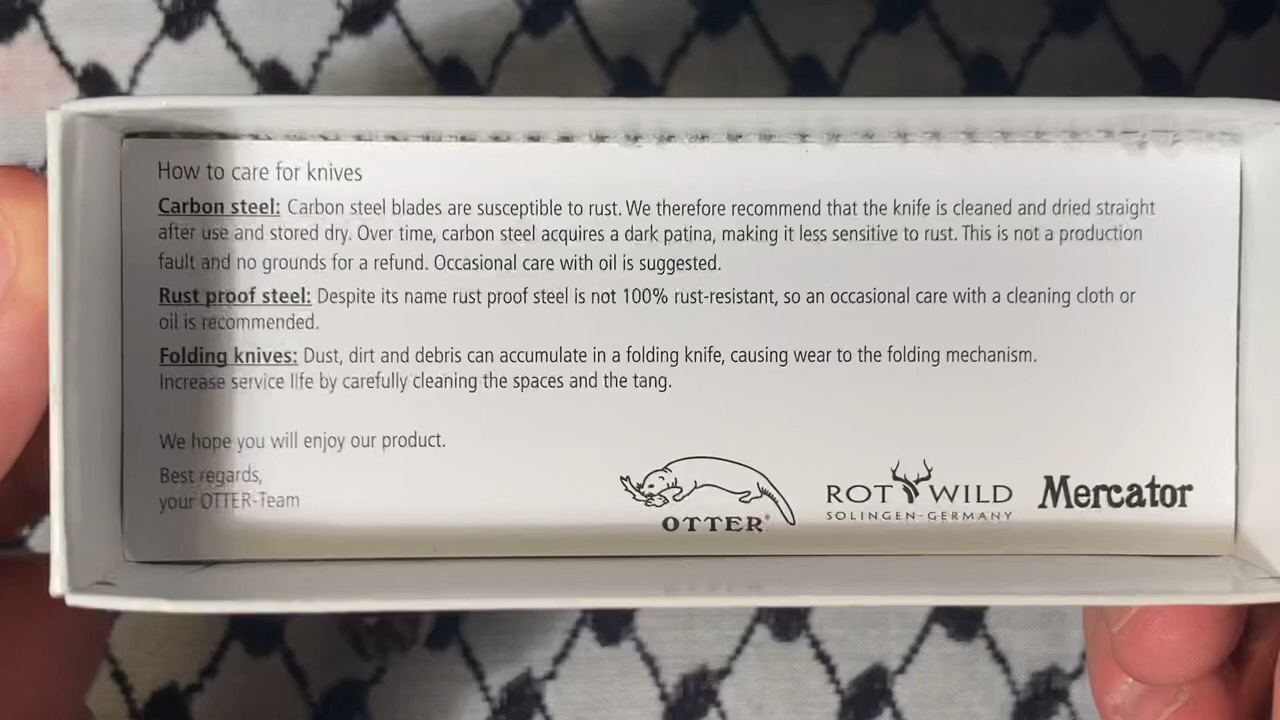 How to care for knives
Carbon steel: Carbon steel blades are susceptible to rust. We therefore recommend that the knife is cleaned and dried straight
after use and stored dry. Over time, carbon steel acquires a dark patina, making it less sensitive to rust. This is not a production
fault and no grounds for a refund. Occasional care with oil is suggested.
Rust proof steel: Despite its name rust proof steel is not 100% rust-resistant, so an occasional care with a cleaning cloth or
oil is recommended.
Folding knives: Dust, dirt and debris can accumulate in a folding knife, causing wear to the folding mechanism.
Increase service life by carefully cleaning the spaces and the tang.
We hope you will enjoy our product.
Best regards,
your OTTER-Team
OTTER®
ROTWILD
SOLINGEN-GERMANY
Mercator